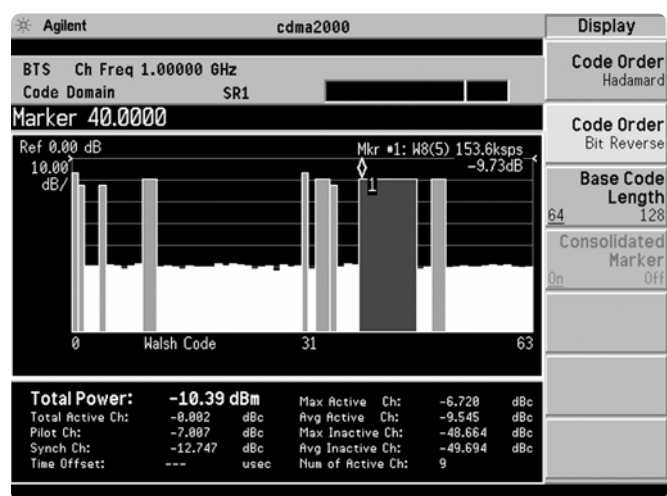 Agilent cdma2000 Display
BTS Ch Freq 1.00000 GHz
Code Domain SR1
Marker 40.0000
Ref 0.00 dB
10.00
dB/
Mkr #1: W8(5) 153.6ksps
-9.73dB
1
0 Walsh Code 31 63
Total Power: -10.39 dBm
Total Active Ch: -0.002 dBc
Pilot Ch: -7.007 dBc
Synch Ch: -12.747 dBc
Time Offset: --- usec
Max Active Ch: -6.720 dBc
Avg Active Ch: -9.545 dBc
Max Inactive Ch: -48.664 dBc
Avg Inactive Ch: -49.694 dBc
Num of Active Ch: 9
Code Order
Hadamard
Code Order
Bit Reverse
Base Code
Length
64 128
Consolidated
Marker
On Off